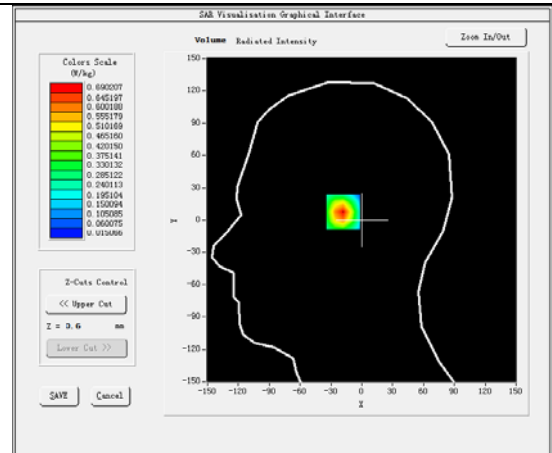 SAR Visualisation Graphical Interface
Volume Radiated Intensity
Zoom In/Out
Colors Scale
(W/kg)
0.690207
0.645197
0.600188
0.555179
0.510169
0.465160
0.420150
0.375141
0.330132
0.285122
0.240113
0.195104
0.150094
0.105085
0.060075
0.015066
Z-Cuts Control
<< Upper Cut
Z = 3.6 mm
Lower Cut >>
SAVE
Cancel
150
120
90
60
30
0
-30
-60
-90
-120
-150
Y
-150 -120 -90 -60 -30 0 30 60 90 120 150
X